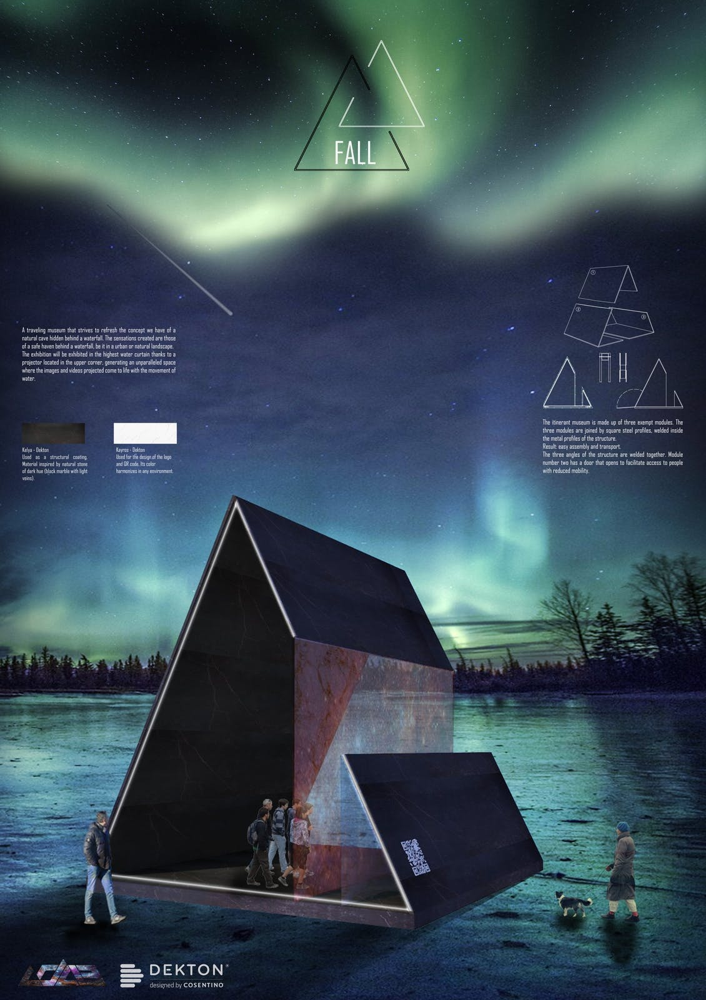 FALL
A traveling museum that strives to refresh the concept we have of a
natural cave hidden behind a waterfall. The sensations created are those
of a safe haven behind a waterfall, be it in a urban or natural landscape.
The exhibition will be exhibited in the highest water curtain thanks to a
projector located in the upper corner, generating an unparalleled space
where the images and videos projected come to life with the movement of
water.
Kelya - Dekton
Used as a structural coating.
Material inspired by natural stone
of dark hue (black marble with light
veins).
Kayros - Dekton
Used for the design of the logo
and QR code. Its color
harmonizes in any environment.
1
2
3
The itinerant museum is made up of three exempt modules. The
three modules are joined by square steel profiles, welded inside
the metal profiles of the structure.
Result: easy assembly and transport.
The three angles of the structure are welded together. Module
number two has a door that opens to facilitate access to people
with reduced mobility.
DEKTON®
designed by COSENTINO